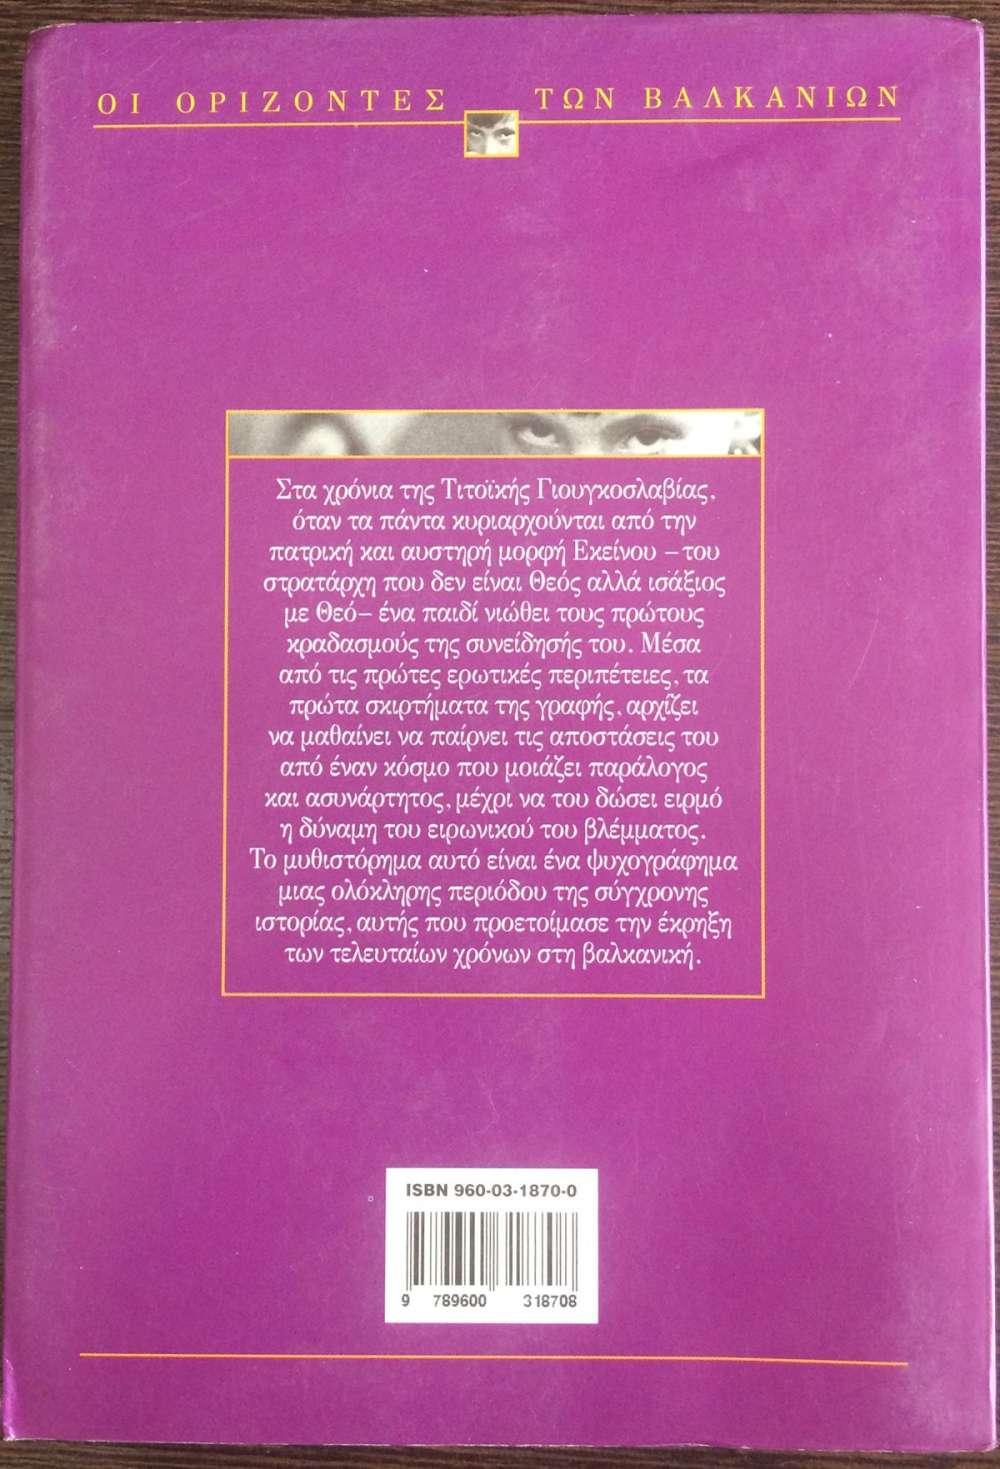 ΟΙ ΟΡΙΖΟΝΤΕΣ ΤΩΝ ΒΑΛΚΑΝΙΩΝ
Στα χρόνια της Τιτοϊκής Γιουγκοσλαβίας,
όταν τα πάντα κυριαρχούνται από την
πατρική και αυστηρή μορφή Εκείνου –του
στρατάρχη που δεν είναι Θεός αλλά ισάξιος
με Θεό– ένα παιδί νιώθει τους πρώτους
κραδασμούς της συνείδησής του. Μέσα
από τις πρώτες ερωτικές περιπέτειες, τα
πρώτα σκιρτήματα της γραφής, αρχίζει
να μαθαίνει να παίρνει τις αποστάσεις του
από έναν κόσμο που μοιάζει παράλογος
και ασυνάρτητος, μέχρι να του δώσει ειρμό
η δύναμη του ειρωνικού του βλέμματος.
Το μυθιστόρημα αυτό είναι ένα ψυχογράφημα
μιας ολόκληρης περιόδου της σύγχρονης
ιστορίας, αυτής που προετοίμασε την έκρηξη
των τελευταίων χρόνων στη βαλκανική.
ISBN 960-03-1870-0
9 789600 318708